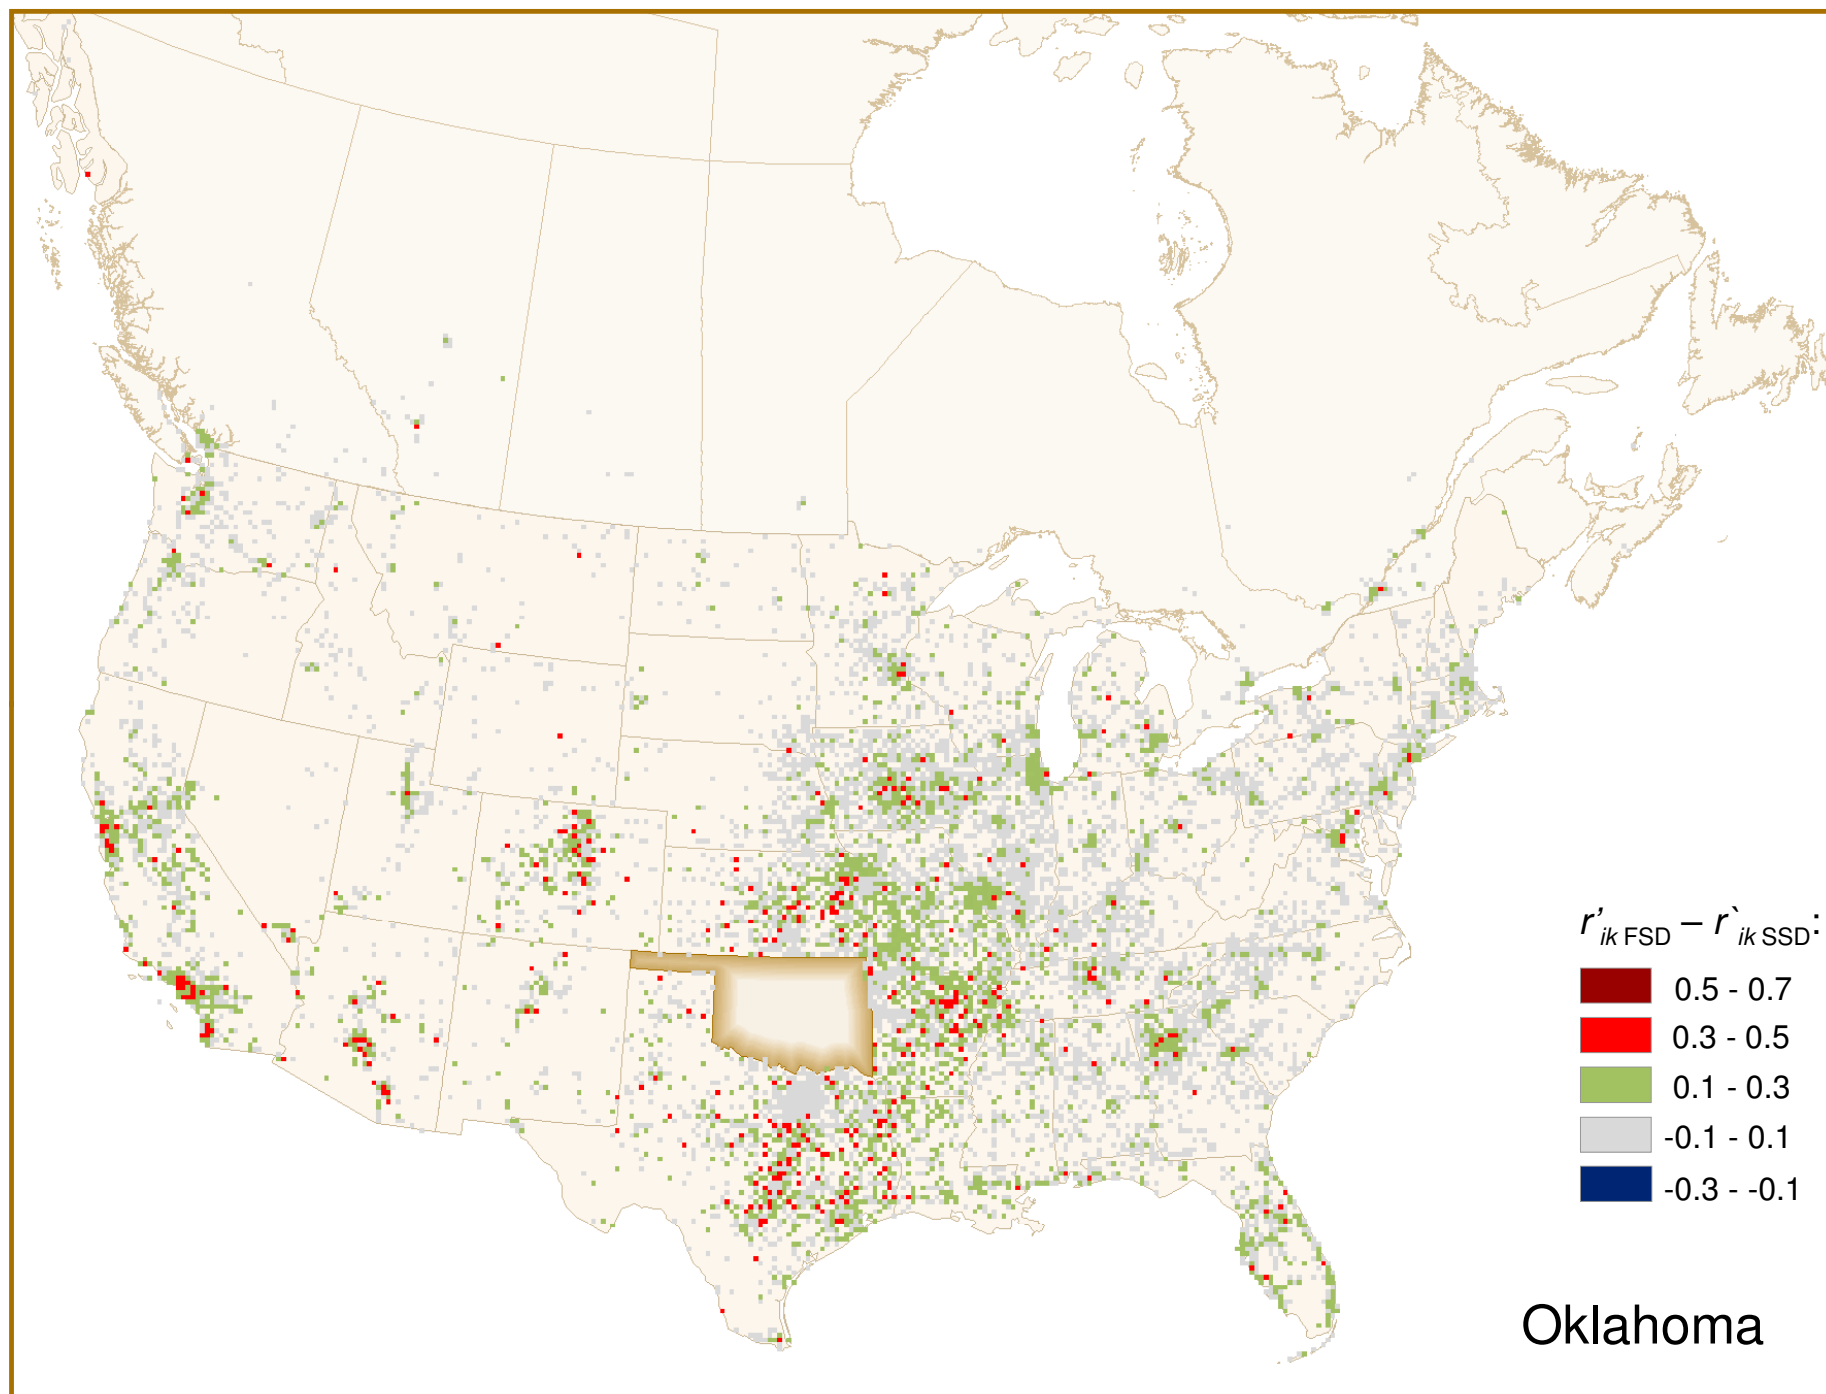 r’ik FSD – r`ik SSD:
0.5 - 0.7
0.3 - 0.5
0.1 - 0.3
-0.1 - 0.1
-0.3 - -0.1
Oklahoma